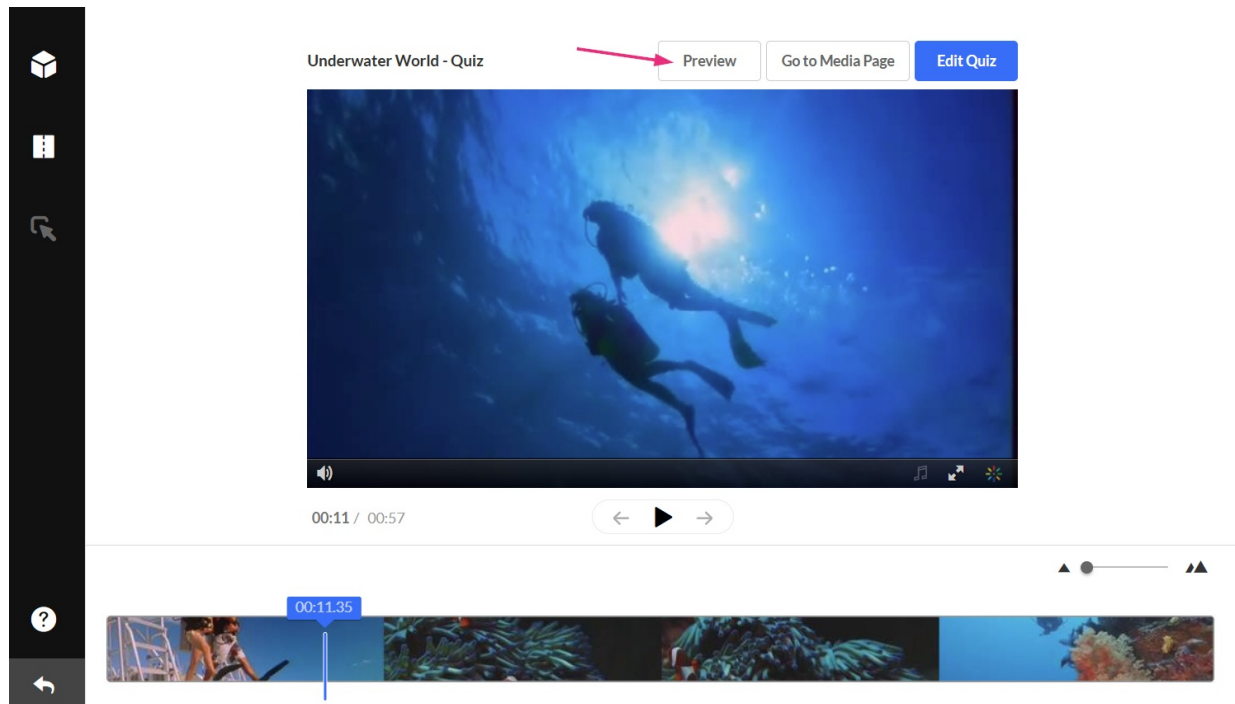 Underwater World - Quiz
Preview
Go to Media Page
Edit Quiz
00:11 / 00:57
00:11.35
?